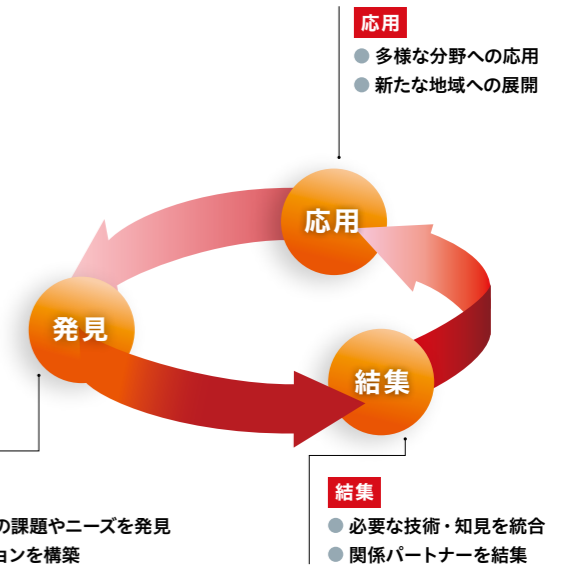 応用
多様な分野への応用
新たな地域への展開
応用
発見
結集
の課題やニーズを発見
ョンを構築
結集
必要な技術・知見を統合
関係パートナーを結集